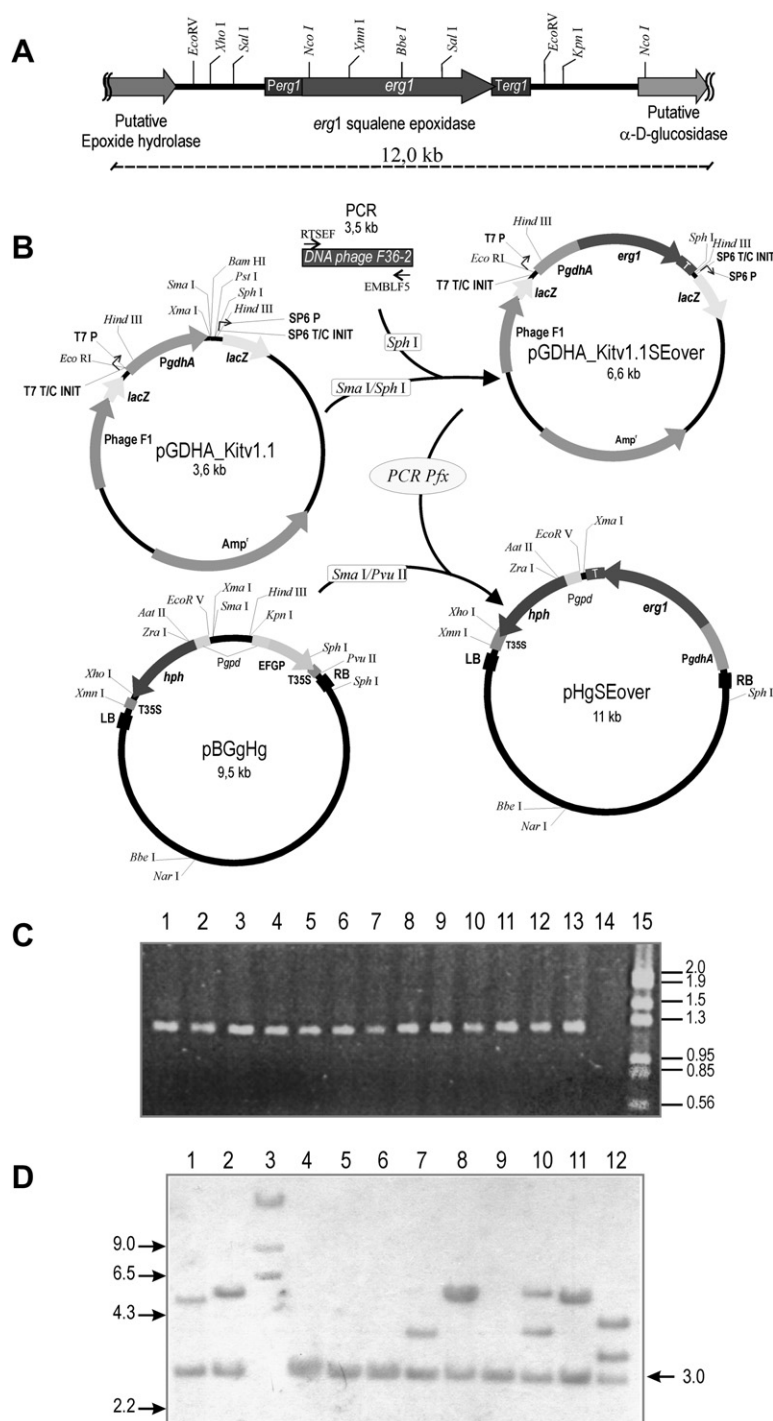 A
EcoRV
Xho I
Sal I
Nco I
Xmn I
Bbe I
Sal I
EcoRV
Kpn I
Nco I
Perg1
erg1
Terg1
Putative
Epoxide hydrolase
erg1 squalene epoxidase
Putative
α-D-glucosidase
12,0 kb
B
PCR
3,5 kb
RTSEF
DNA phage F36-2
EMBLF5
Sph I
Sma I/Sph I
Bam HI
Pst I
Sph I
Hind III
Sma I
Xma I
SP6 P
SP6 T/C INIT
Hind III
T7 P
Eco RI
T7 T/C INIT
lacZ
PgdhA
lacZ
Phage F1
pGDHA_Kitv1.1
3,6 kb
Ampr
Hind III
T7 P
Eco RI
T7 T/C INIT
lacZ
PgdhA
erg1
T
Sph I
Hind III
SP6 T/C INIT
SP6 P
lacZ
Phage F1
pGDHA_Kitv1.1SEover
6,6 kb
Ampr
PCR Pfx
Sma I/Pvu II
Xma I
Sma I
Hind III
Kpn I
EcoR V
Aat II
Zra I
Pgpd
EFGP
Sph I
Pvu II
T35S
RB
Sph I
Xho I
Xmn I
hph
T35S
LB
pBGgHg
9,5 kb
Bbe I
Nar I
Xma I
EcoR V
Aat II
Zra I
Pgpd
T
Xho I
Xmn I
hph
T35S
LB
erg1
PgdhA
RB
Sph I
pHgSEover
11 kb
Bbe I
Nar I
C
1 2 3 4 5 6 7 8 9 10 11 12 13 14 15
2.0
1.9
1.5
1.3
0.95
0.85
0.56
D
1 2 3 4 5 6 7 8 9 10 11 12
9.0
6.5
4.3
3.0
2.2